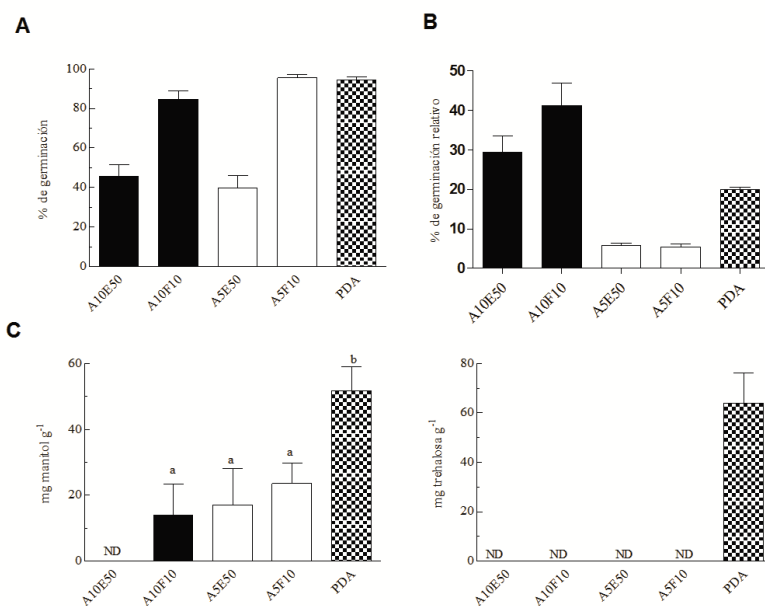 A
% de germinación
100
80
60
40
20
0
A10E50
A10F10
A5E50
A5F10
PDA
B
% de germinación relativo
50
40
30
20
10
0
A10E50
A10F10
A5E50
A5F10
PDA
C
mg manitol g-1
60
40
20
0
ND
a
a
a
b
A10E50
A10F10
A5E50
A5F10
PDA
mg trehalosa g-1
80
60
40
20
0
ND
ND
ND
ND
A10E50
A10F10
A5E50
A5F10
PDA